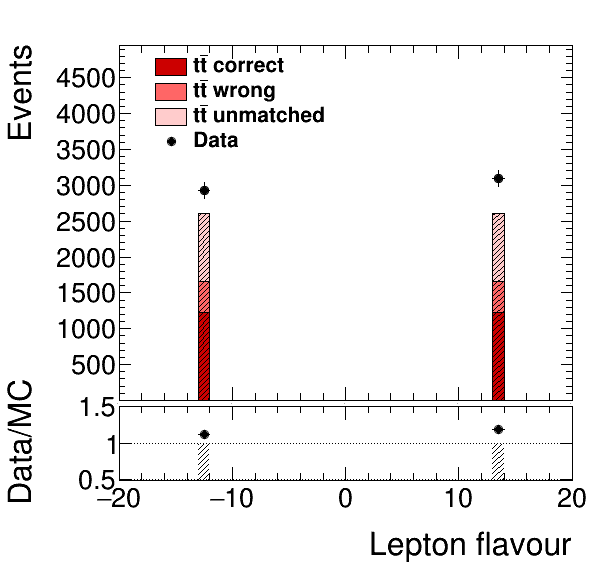 Events
4500
4000
3500
3000
2500
2000
1500
1000
500
tt̅ correct
tt̅ wrong
tt̅ unmatched
Data
Data/MC
1.5
1
0.5
−20 −10 0 10 20
Lepton flavour